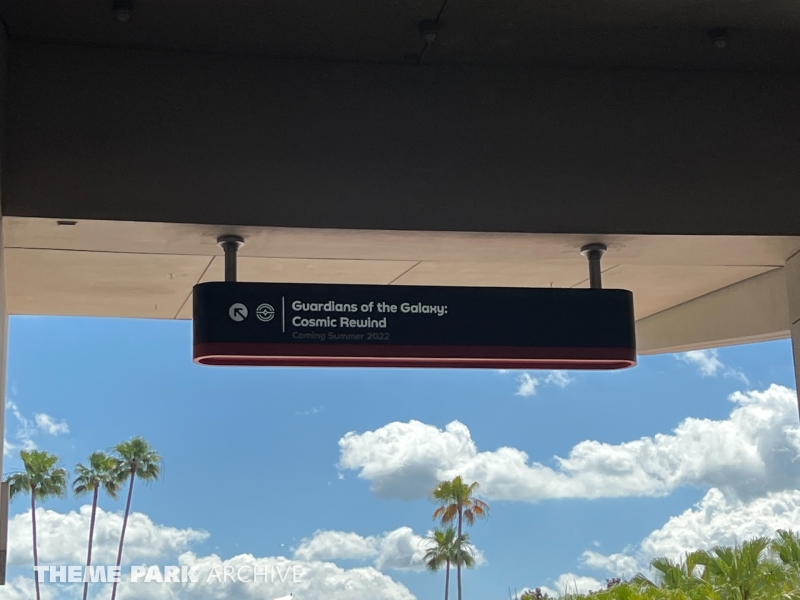 Guardians of the Galaxy:
Cosmic Rewind
Coming Summer 2022
THEME PARK ARCHIVE